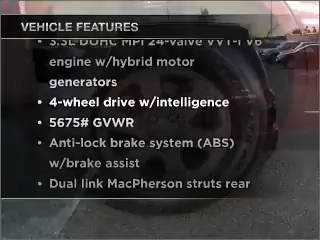 VEHICLE FEATURES
• 3.3L DOHC MPI 24-valve VVT-i V6
engine w/hybrid motor
generators
• 4-wheel drive w/intelligence
• 5675# GVWR
• Anti-lock brake system (ABS)
w/brake assist
• Dual link MacPherson struts rear